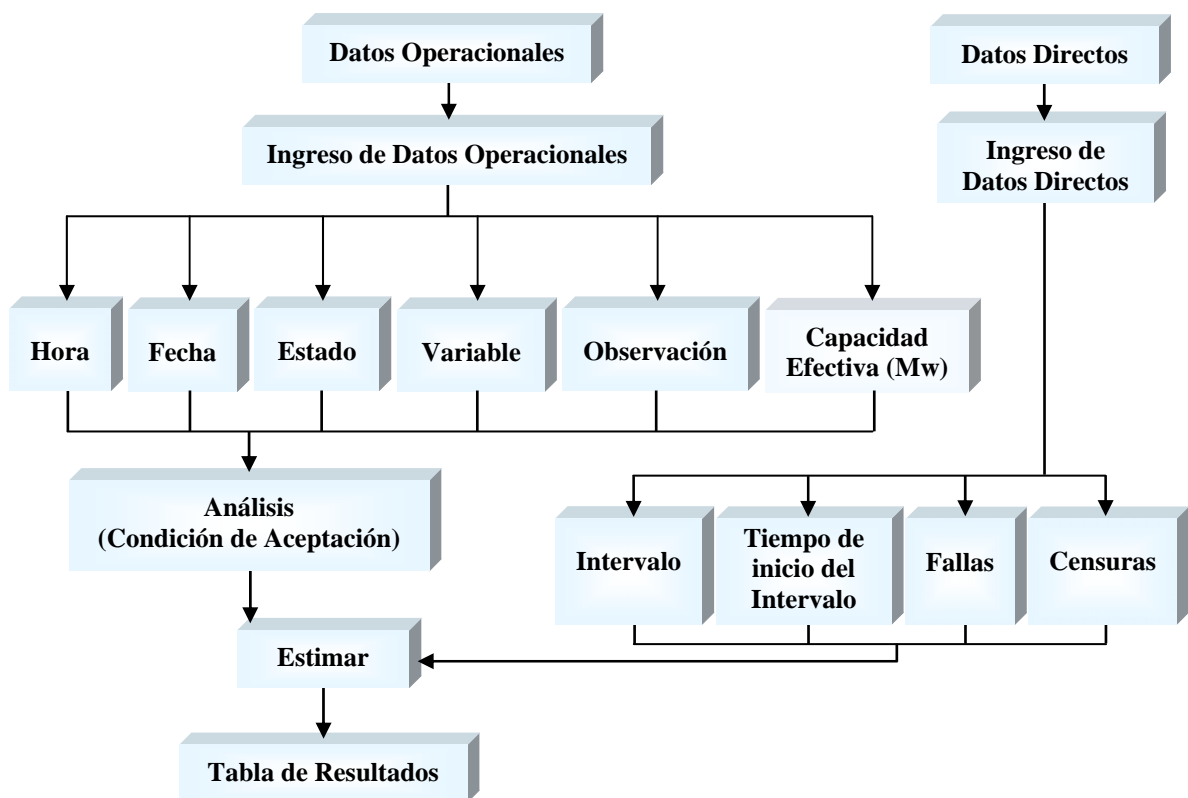 Datos Operacionales
Datos Directos
Ingreso de Datos Operacionales
Ingreso de
Datos Directos
Hora
Fecha
Estado
Variable
Observación
Capacidad
Efectiva (Mw)
Análisis
(Condición de Aceptación)
Intervalo
Tiempo de
inicio del
Intervalo
Fallas
Censuras
Estimar
Tabla de Resultados